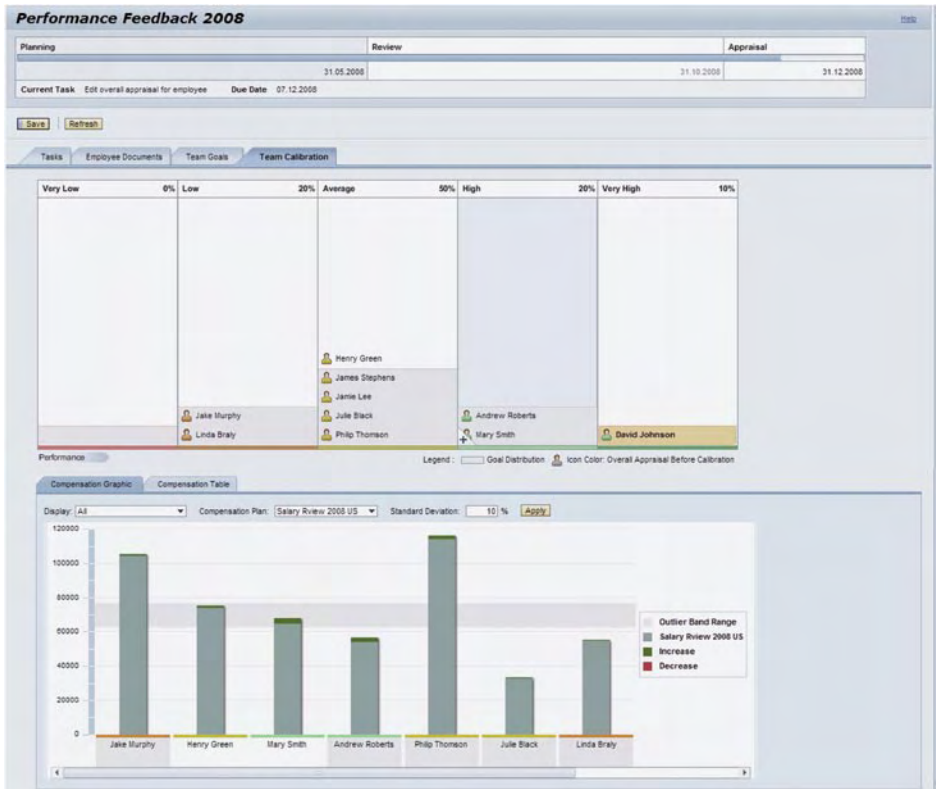 Performance Feedback 2008
Help
Planning Review Appraisal
31.05.2008 31.10.2008 31.12.2008
Current Task Edit overall appraisal for employee Due Date 07.12.2008
Save Refresh
Tasks Employee Documents Team Goals Team Calibration
Very Low 0% Low 20% Average 50% High 20% Very High 10%
Henry Green
James Stephens
Jamie Lee
Jake Murphy Julie Black Andrew Roberts
Linda Braly Philip Thomson Mary Smith David Johnson
Performance
Legend : Goal Distribution Icon Color: Overall Appraisal Before Calibration
Compensation Graphic Compensation Table
Display: All Compensation Plan: Salary Rview 2008 US Standard Deviation: 10 % Apply
120000
100000
80000
60000
40000
20000
0
Outlier Band Range
Salary Rview 2008 US
Increase
Decrease
Jake Murphy Henry Green Mary Smith Andrew Roberts Philip Thomson Julie Black Linda Braly